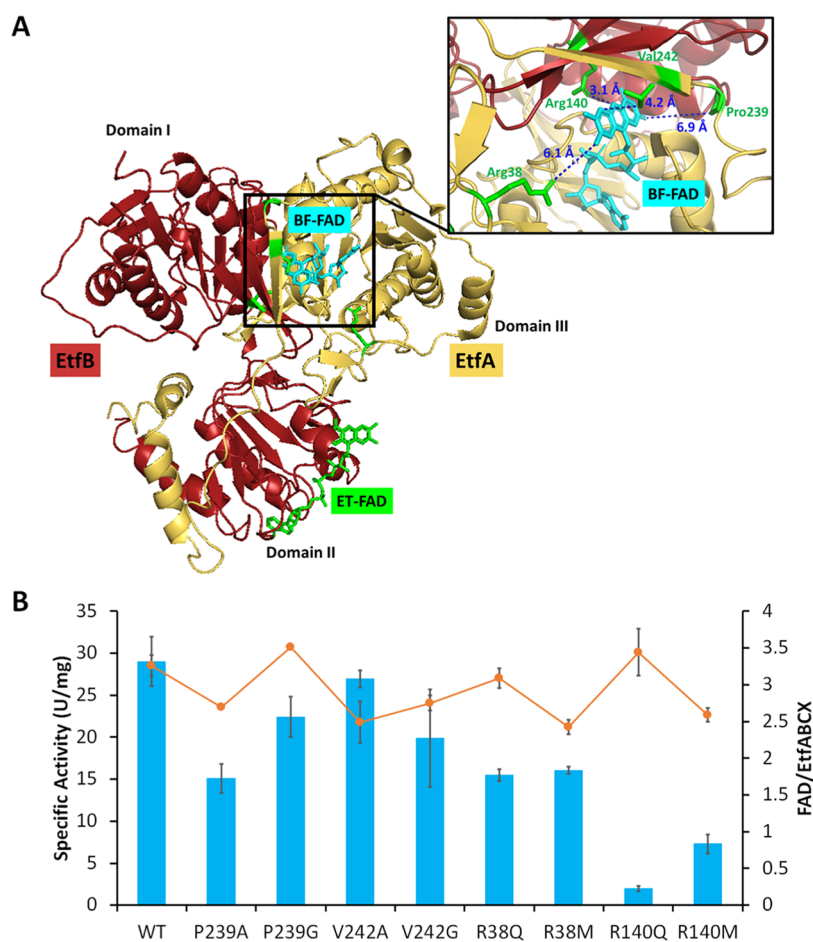 A
Val242
3.1 Å
Arg140
4.2 Å
Pro239
6.9 Å
6.1 Å
Arg38
BF-FAD
Domain I
BF-FAD
Domain III
EtfB
EtfA
ET-FAD
Domain II
B
Specific Activity (U/mg)
35
30
25
20
15
10
5
0
4
3.5
3
2.5
2
1.5
1
0.5
0
FAD/EtfABCX
WT P239A P239G V242A V242G R38Q R38M R140Q R140M